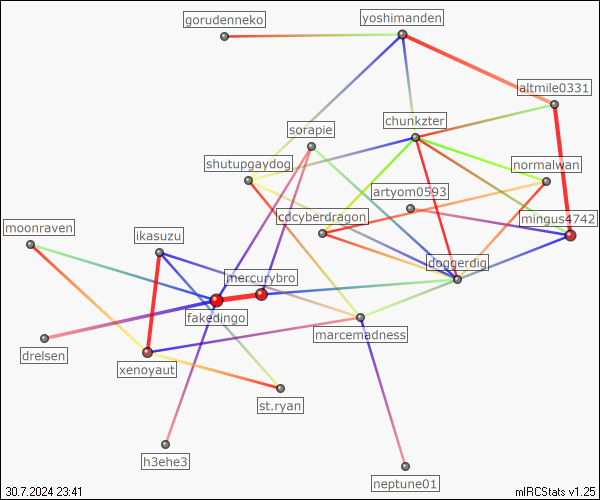 gorudenneko
yoshimanden
altmile0331
chunkzter
sorapie
shutupgaydog
normalwan
artyom0593
cdcyberdragon
mingus4742
moonraven
ikasuzu
doggerdig
mercurybro
fakedingo
marcemadness
drelsen
xenoyaut
st.ryan
h3ehe3
neptune01
30.7.2024 23:41
mIRCStats v1.25